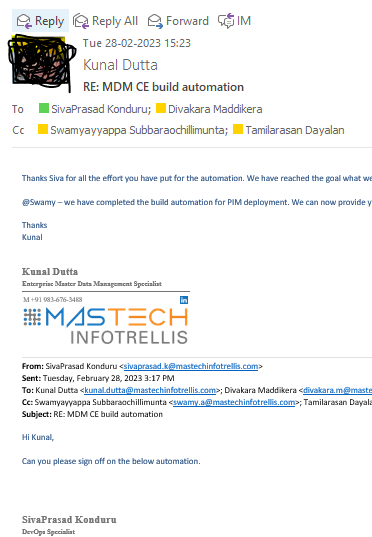 Reply Reply All Forward IM
Tue 28-02-2023 15:23
Kunal Dutta
RE: MDM CE build automation
To SivaPrasad Konduru; Divakara Maddikera
Cc Swamyayyappa Subbaraochillimunta; Tamilarasan Dayalan
Thanks Siva for all the effort you have put for the automation. We have reached the goal what we
@Swamy – we have completed the build automation for PIM deployment. We can now provide y
Thanks
Kunal
Kunal Dutta
Enterprise Master Data Management Specialist
M +91 983-676-3488 in
MASTECH
INFOTRELLIS
From: SivaPrasad Konduru <sivaprasad.k@mastechinfotrellis.com>
Sent: Tuesday, February 28, 2023 3:17 PM
To: Kunal Dutta <kunal.dutta@mastechinfotrellis.com>; Divakara Maddikera <divakara.m@maste
Cc: Swamyayyappa Subbaraochillimunta <swamy.a@mastechinfotrellis.com>; Tamilarasan Dayala
Subject: RE: MDM CE build automation
Hi Kunal,
Can you please sign off on the below automation.
SivaPrasad Konduru
DevOps Specialist